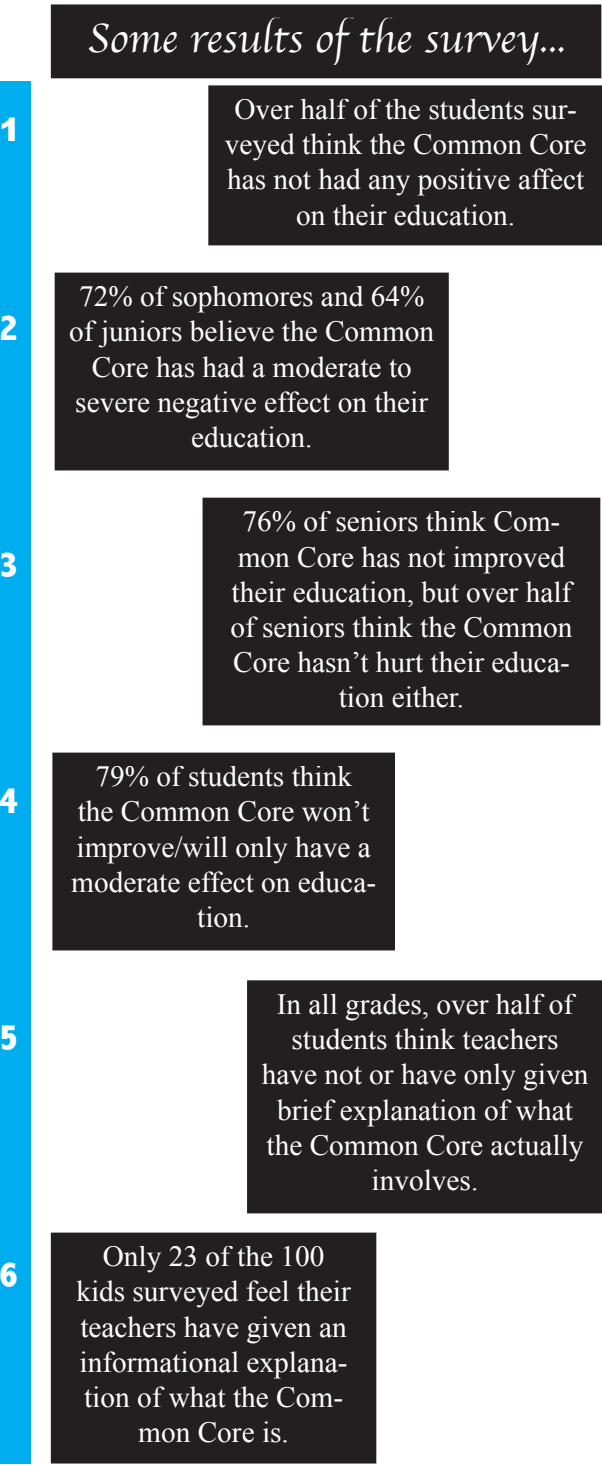 Some results of the survey...
1
Over half of the students sur-
veyed think the Common Core
has not had any positive affect
on their education.
2
72% of sophomores and 64%
of juniors believe the Common
Core has had a moderate to
severe negative effect on their
education.
3
76% of seniors think Com-
mon Core has not improved
their education, but over half
of seniors think the Common
Core hasn’t hurt their educa-
tion either.
4
79% of students think
the Common Core won’t
improve/will only have a
moderate effect on educa-
tion.
5
In all grades, over half of
students think teachers
have not or have only given
brief explanation of what
the Common Core actually
involves.
6
Only 23 of the 100
kids surveyed feel their
teachers have given an
informational explana-
tion of what the Com-
mon Core is.